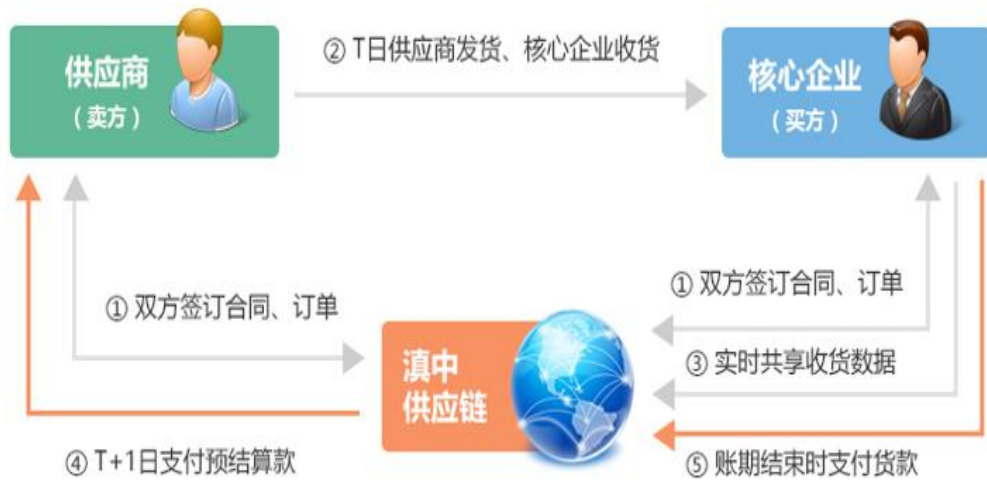 供应商
（卖方）
② T日供应商发货、核心企业收货
核心企业
（买方）
① 双方签订合同、订单
① 双方签订合同、订单
滇中
供应链
③ 实时共享收货数据
④ T+1日支付预结算款
⑤ 账期结束时支付货款